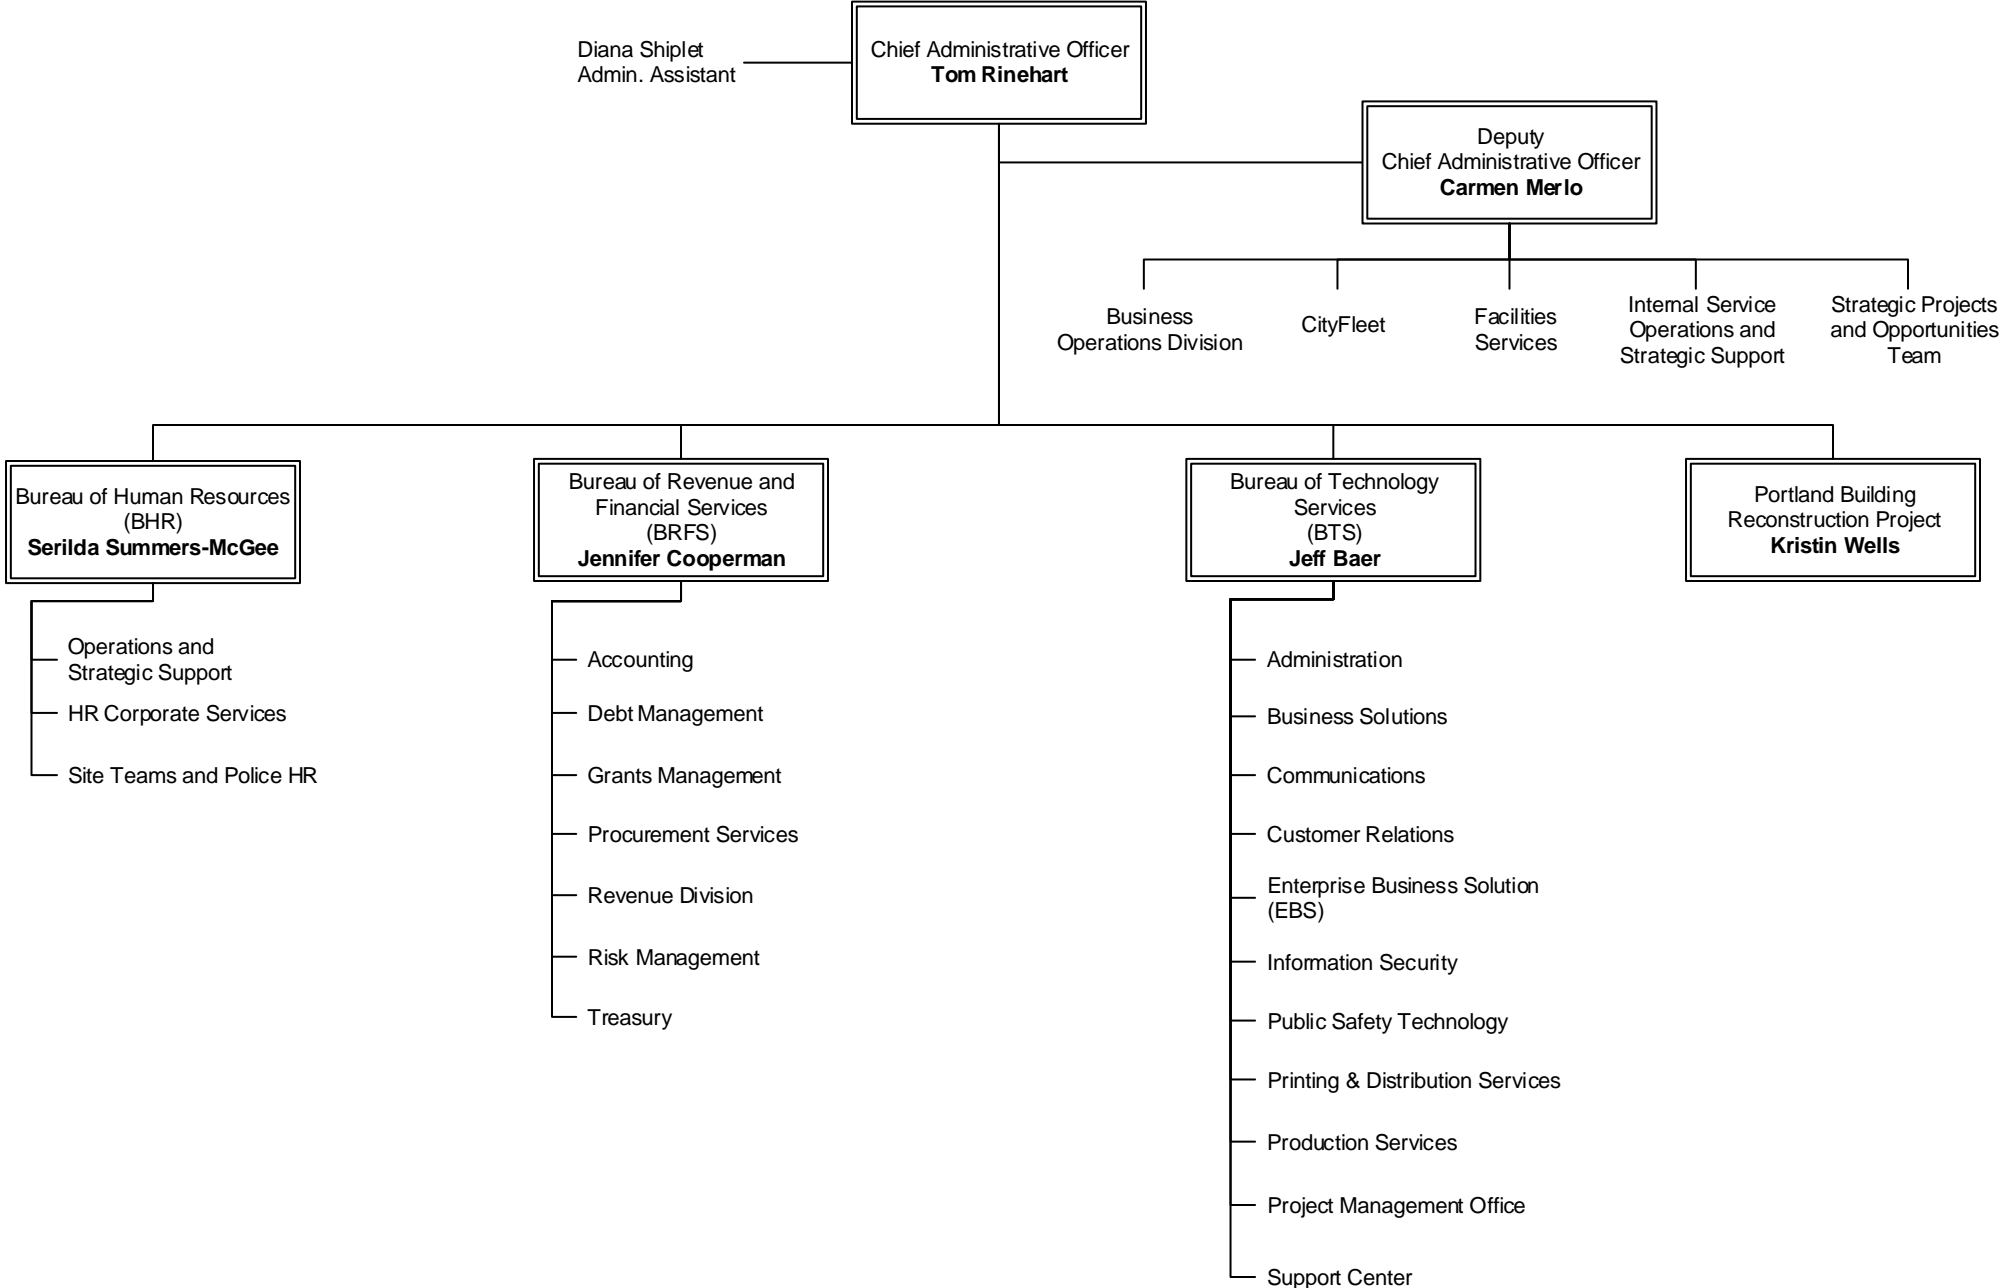 Diana Shiplet
Admin. Assistant
Chief Administrative Officer
Tom Rinehart
Deputy
Chief Administrative Officer
Carmen Merlo
Business
Operations Division
CityFleet
Facilities
Services
Internal Service
Operations and
Strategic Support
Strategic Projects
and Opportunities
Team
Bureau of Human Resources
(BHR)
Serilda Summers-McGee
Operations and
Strategic Support
HR Corporate Services
Site Teams and Police HR
Bureau of Revenue and
Financial Services
(BRFS)
Jennifer Cooperman
Accounting
Debt Management
Grants Management
Procurement Services
Revenue Division
Risk Management
Treasury
Bureau of Technology
Services
(BTS)
Jeff Baer
Administration
Business Solutions
Communications
Customer Relations
Enterprise Business Solution
(EBS)
Information Security
Public Safety Technology
Printing & Distribution Services
Production Services
Project Management Office
Support Center
Portland Building
Reconstruction Project
Kristin Wells